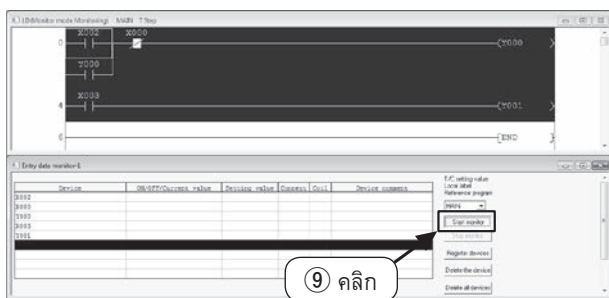 LD(Monitor mode Monitoring) MAIN 7 Step
X002 X000
0 (Y000
Y000
X003
4 (Y001
6 [END
Entry data monitor-1
Device ON/OFF/Current value Setting value Connect Coil Device comment
T/C setting value
Local label
Reference program
X002
X000
Y000
X003
Y001
MAIN
Start monitor
Stop monitor
Register devices
Delete the device
Delete all devices
⑨ คลิก